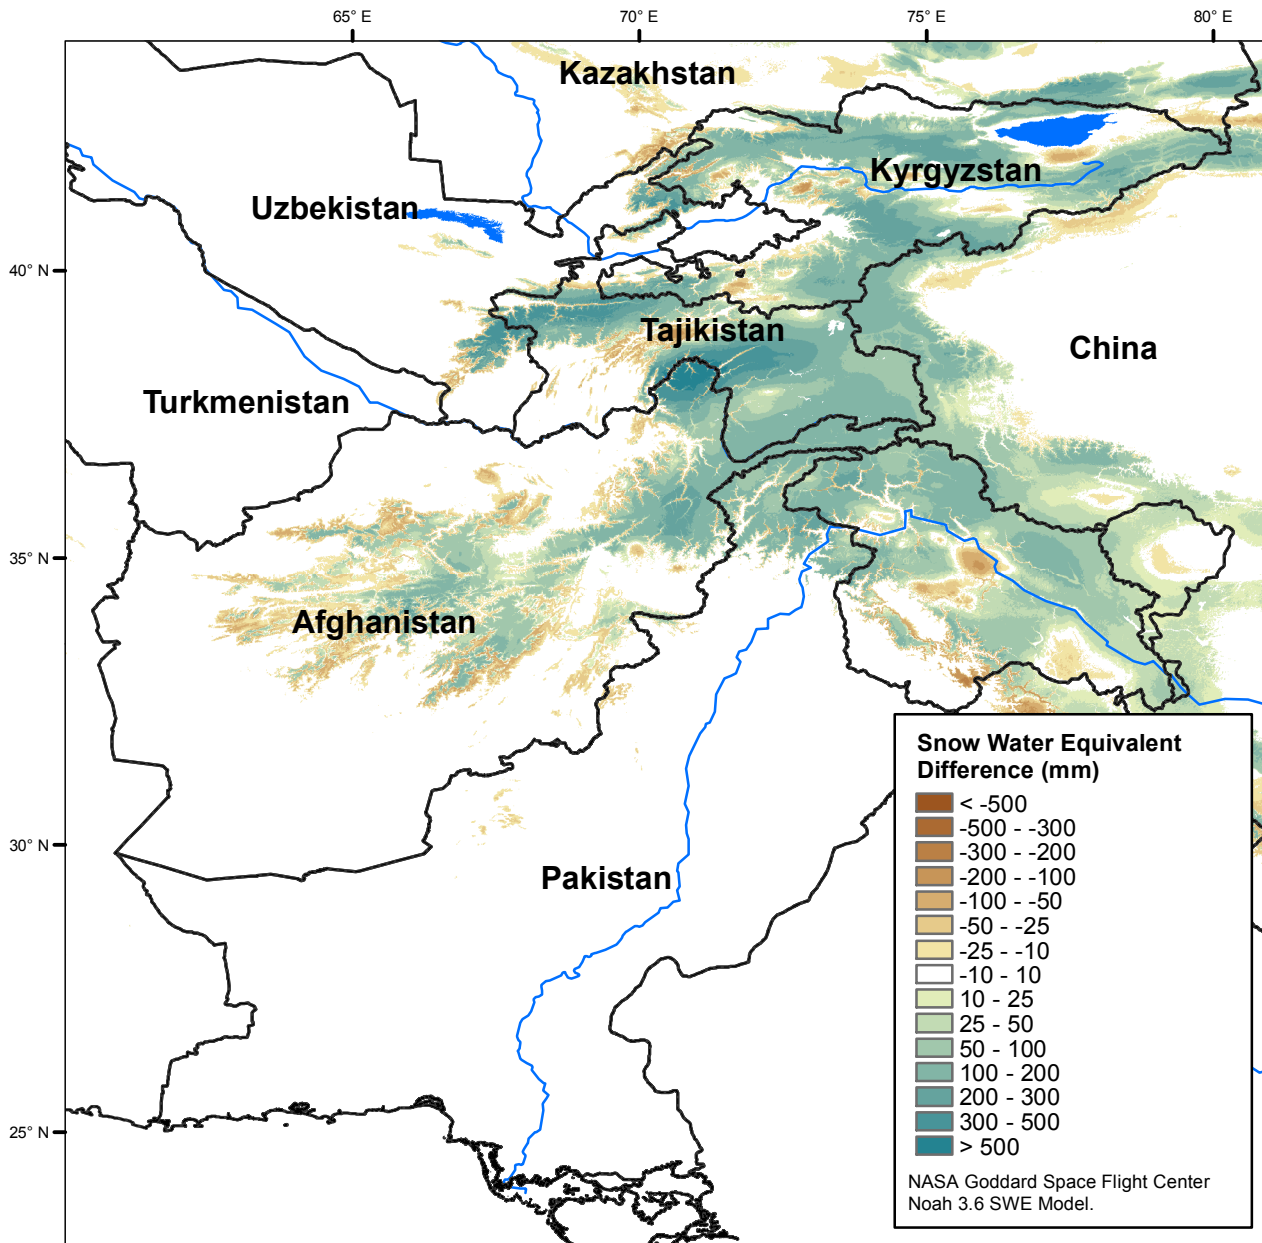 65° E
70° E
75° E
80° E
Kazakhstan
Kyrgyzstan
Uzbekistan
40° N
Tajikistan
China
Turkmenistan
35° N
Afghanistan
30° N
Pakistan
25° N
Snow Water Equivalent
Difference (mm)
< -500
-500 - -300
-300 - -200
-200 - -100
-100 - -50
-50 - -25
-25 - -10
-10 - 10
10 - 25
25 - 50
50 - 100
100 - 200
200 - 300
300 - 500
> 500
NASA Goddard Space Flight Center
Noah 3.6 SWE Model.